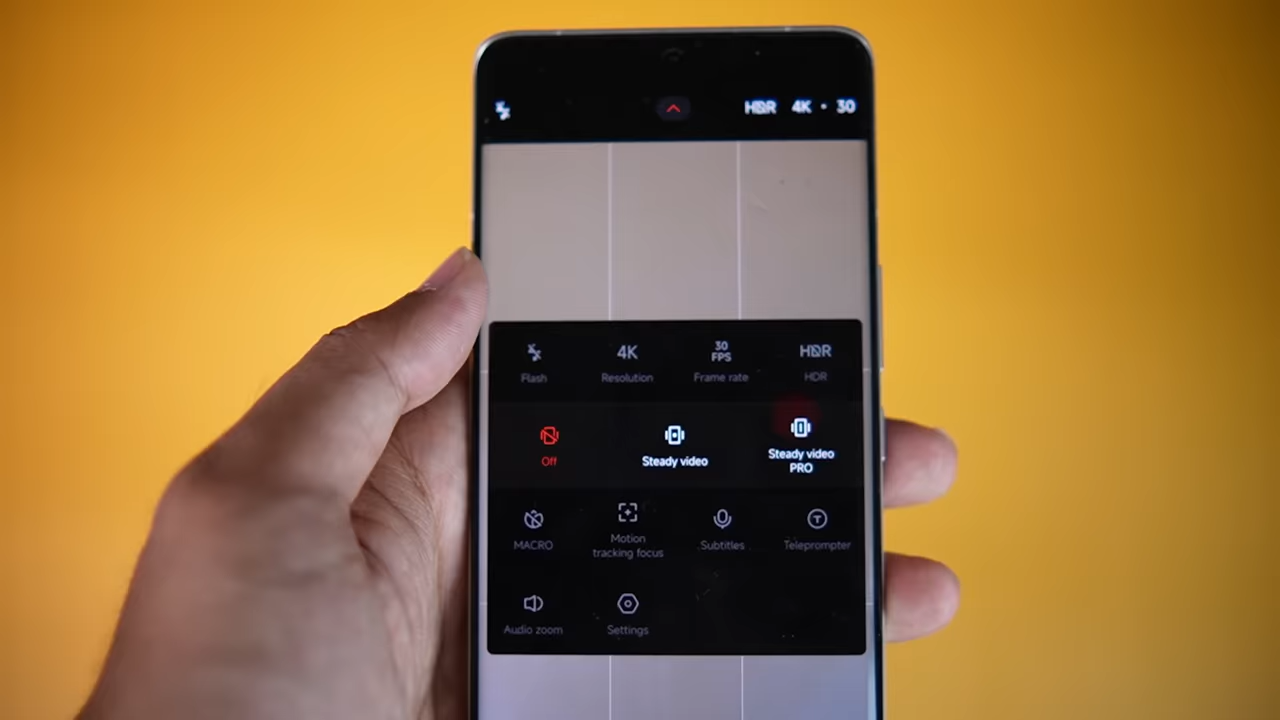 HDR 4K · 30
4K
30
FPS
HDR
Flash
Resolution
Frame rate
HDR
Off
Steady video
Steady video
PRO
MACRO
Motion
tracking focus
Subtitles
T
Teleprompter
Audio zoom
Settings